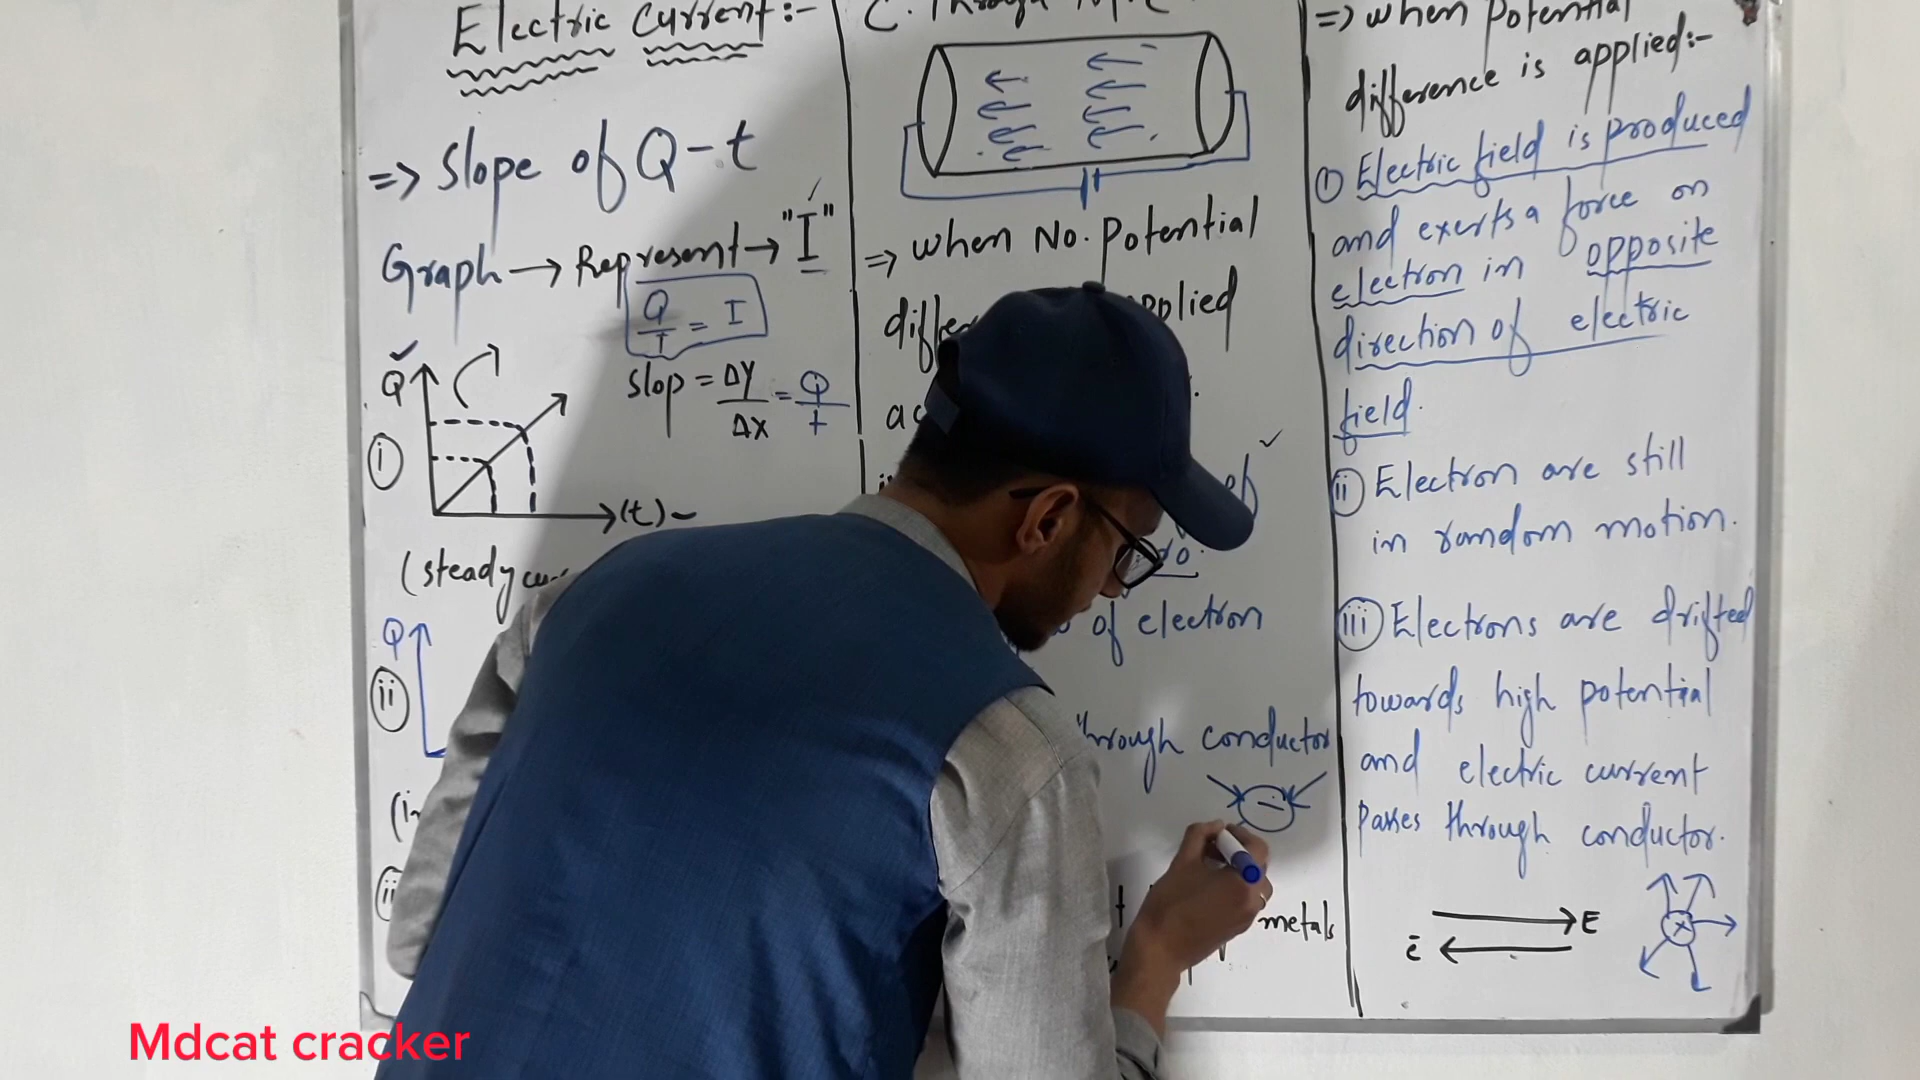 Electric Current:-
=> Slope of Q-t
Graph → Represent → "I"
Q/T = I
Slop = ΔY/ΔX = Q/t
Q
(i)
(t)
(steady
Q
(ii)
C. Through
=> when No. Potential
of electron
through conductor
metals
=> when Potential
difference is applied:-
(i) Electric field is produced
and exerts a force on
electron in opposite
direction of electric
field.
(ii) Electron are still
in random motion.
(iii) Electrons are drifted
towards high potential
and electric current
Passes through conductor.
E
ē
Mdcat cracker